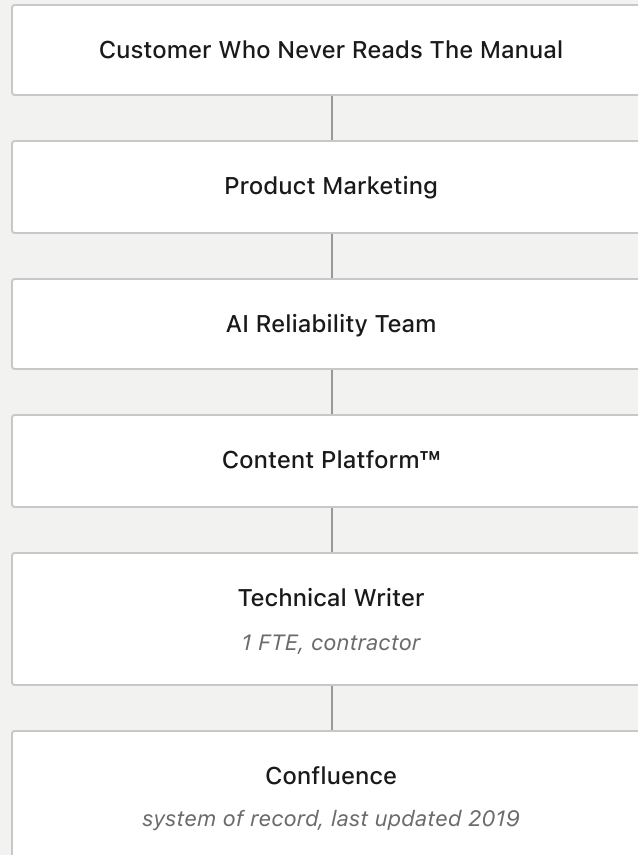 Customer Who Never Reads The Manual
Product Marketing
AI Reliability Team
Content Platform™
Technical Writer
1 FTE, contractor
Confluence
system of record, last updated 2019